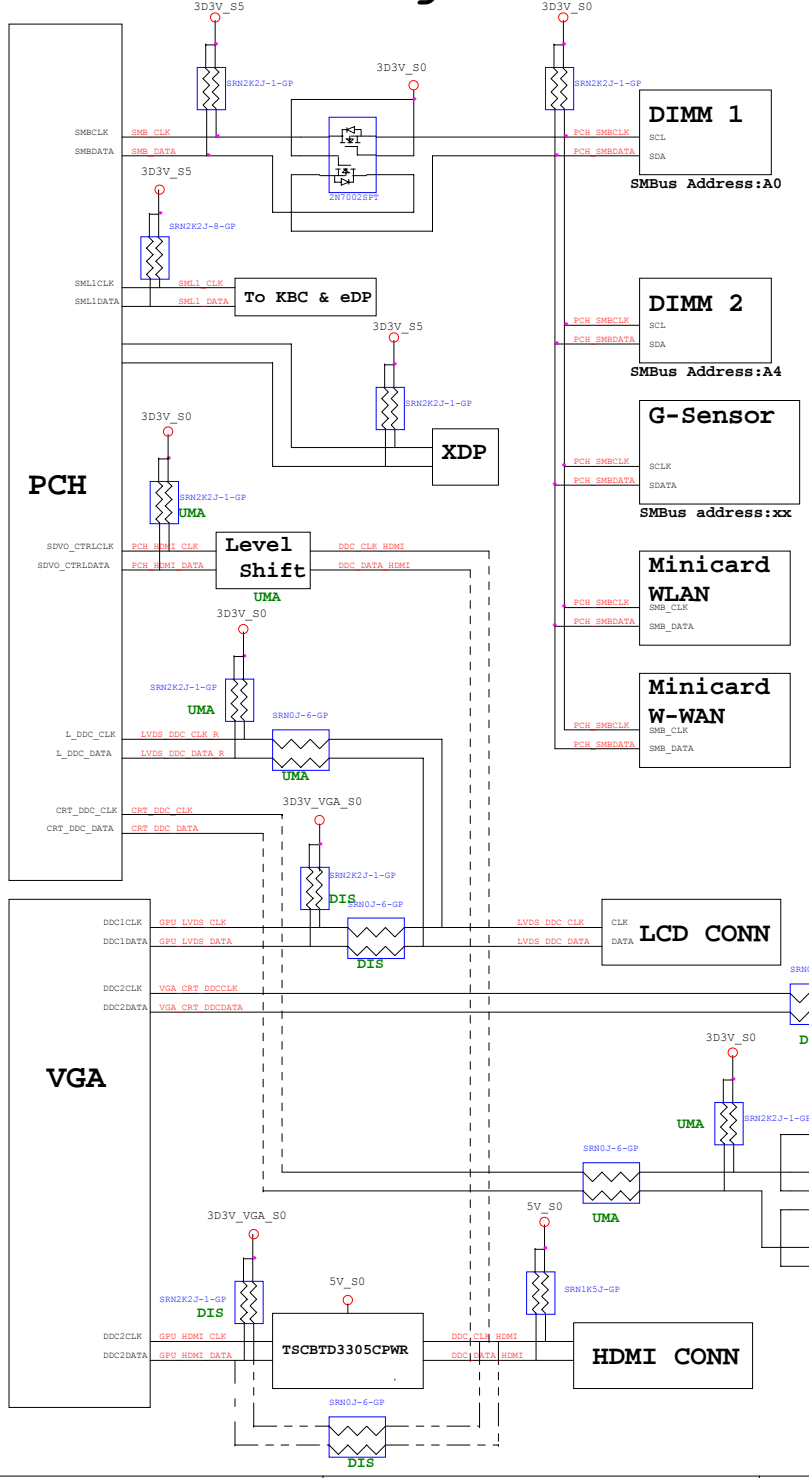 3D3V_S5
3D3V_S0
SRN2K2J-1-GP
3D3V_S0
SRN2K2J-1-GP
DIMM 1
SMBCLK
SMB_CLK
PCH_SMBCLK
SCL
SMBDATA
SMB_DATA
PCH_SMBDATA
SDA
3D3V_S5
2N7002SPT
SMBus Address:A0
SRN2K2J-8-GP
SML1CLK
SML1_CLK
SML1DATA
SML1_DATA
To KBC & eDP
DIMM 2
PCH_SMBCLK
SCL
PCH_SMBDATA
SDA
SMBus Address:A4
3D3V_S5
SRN2K2J-1-GP
XDP
G-Sensor
PCH_SMBCLK
SCLK
PCH_SMBDATA
SDATA
SMBus address:xx
3D3V_S0
PCH
SRN2K2J-1-GP
UMA
SDVO_CTRLCLK
PCH_HDMI_CLK
SDVO_CTRLDATA
PCH_HDMI_DATA
Level
Shift
UMA
DDC_CLK_HDMI
DDC_DATA_HDMI
Minicard
WLAN
PCH_SMBCLK
SMB_CLK
PCH_SMBDATA
SMB_DATA
3D3V_S0
SRN2K2J-1-GP
UMA
SRN0J-6-GP
L_DDC_CLK
LVDS_DDC_CLK_R
L_DDC_DATA
LVDS_DDC_DATA_R
UMA
Minicard
W-WAN
PCH_SMBCLK
SMB_CLK
PCH_SMBDATA
SMB_DATA
CRT_DDC_CLK
CRT_DDC_CLK
CRT_DDC_DATA
CRT_DDC_DATA
3D3V_VGA_S0
SRN2K2J-1-GP
DIS
SRN0J-6-GP
DDC1CLK
GPU_LVDS_CLK
DDC1DATA
GPU_LVDS_DATA
DIS
LVDS_DDC_CLK
LVDS_DDC_DATA
CLK
DATA
LCD CONN
DDC2CLK
VGA_CRT_DDCCLK
DDC2DATA
VGA_CRT_DDCDATA
VGA
3D3V_S0
UMA
SRN2K2J-1-GP
SRN0J-6-GP
UMA
3D3V_VGA_S0
5V_S0
5V_S0
SRN2K2J-1-GP
DIS
SRN1K5J-GP
DDC2CLK
GPU_HDMI_CLK
DDC2DATA
GPU_HDMI_DATA
TSCBTD3305CPWR
DDC_CLK_HDMI
DDC_DATA_HDMI
HDMI CONN
SRN0J-6-GP
DIS